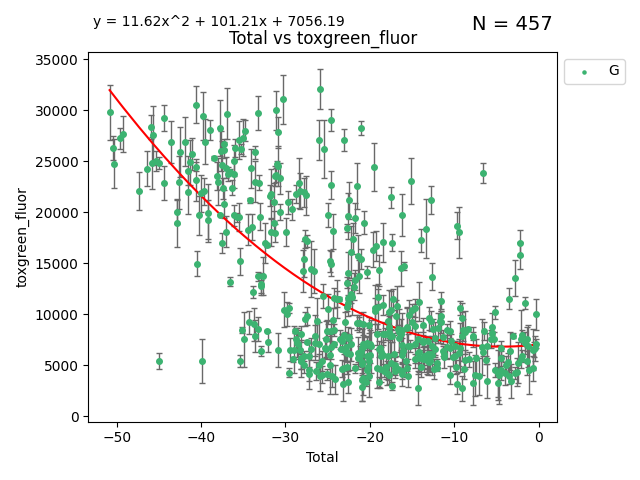 y = 11.62x^2 + 101.21x + 7056.19
N = 457
Total vs toxgreen_fluor
G
35000
30000
25000
20000
15000
10000
5000
0
toxgreen_fluor
−50
−40
−30
−20
−10
0
Total